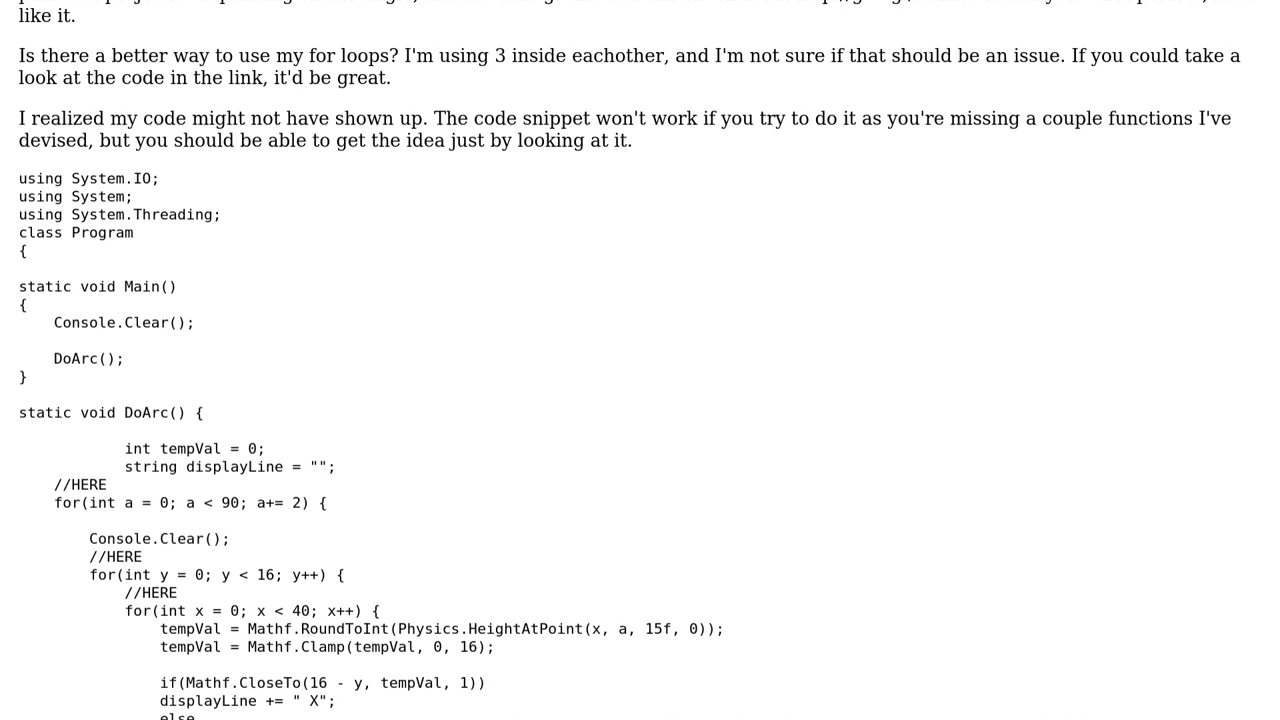 like it.
Is there a better way to use my for loops? I'm using 3 inside eachother, and I'm not sure if that should be an issue. If you could take a
look at the code in the link, it'd be great.
I realized my code might not have shown up. The code snippet won't work if you try to do it as you're missing a couple functions I've
devised, but you should be able to get the idea just by looking at it.
using System.IO;
using System;
using System.Threading;
class Program
{
static void Main()
{
Console.Clear();
DoArc();
}
static void DoArc() {
int tempVal = 0;
string displayLine = "";
//HERE
for(int a = 0; a < 90; a+= 2) {
Console.Clear();
//HERE
for(int y = 0; y < 16; y++) {
//HERE
for(int x = 0; x < 40; x++) {
tempVal = Mathf.RoundToInt(Physics.HeightAtPoint(x, a, 15f, 0));
tempVal = Mathf.Clamp(tempVal, 0, 16);
if(Mathf.CloseTo(16 - y, tempVal, 1))
displayLine += " X";
else